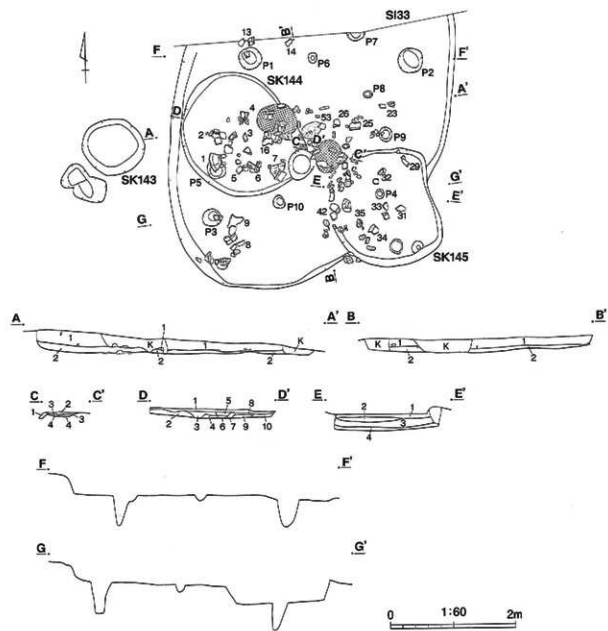 SI33
F B' 13 14 P7 F'
P1 P6 P2
SK144 A'
D P8
4 53 26 23
A 2 3 25 P9
16 C D' C'
1 7 29
SK143 P5 5 6 E 32 G'
P4 E'
G P10 42 33 31
P3 9 35
8 34
SK145
B
A 1 A' B B'
1 K 1 K K 1 K 1
2 2 2 2
C 3 2 C' D 1 5 8 D' E 2 1 E'
1 3 3
4 4 2 3 4 6 7 9 10 4
F F'
G G'
0 1:60 2m